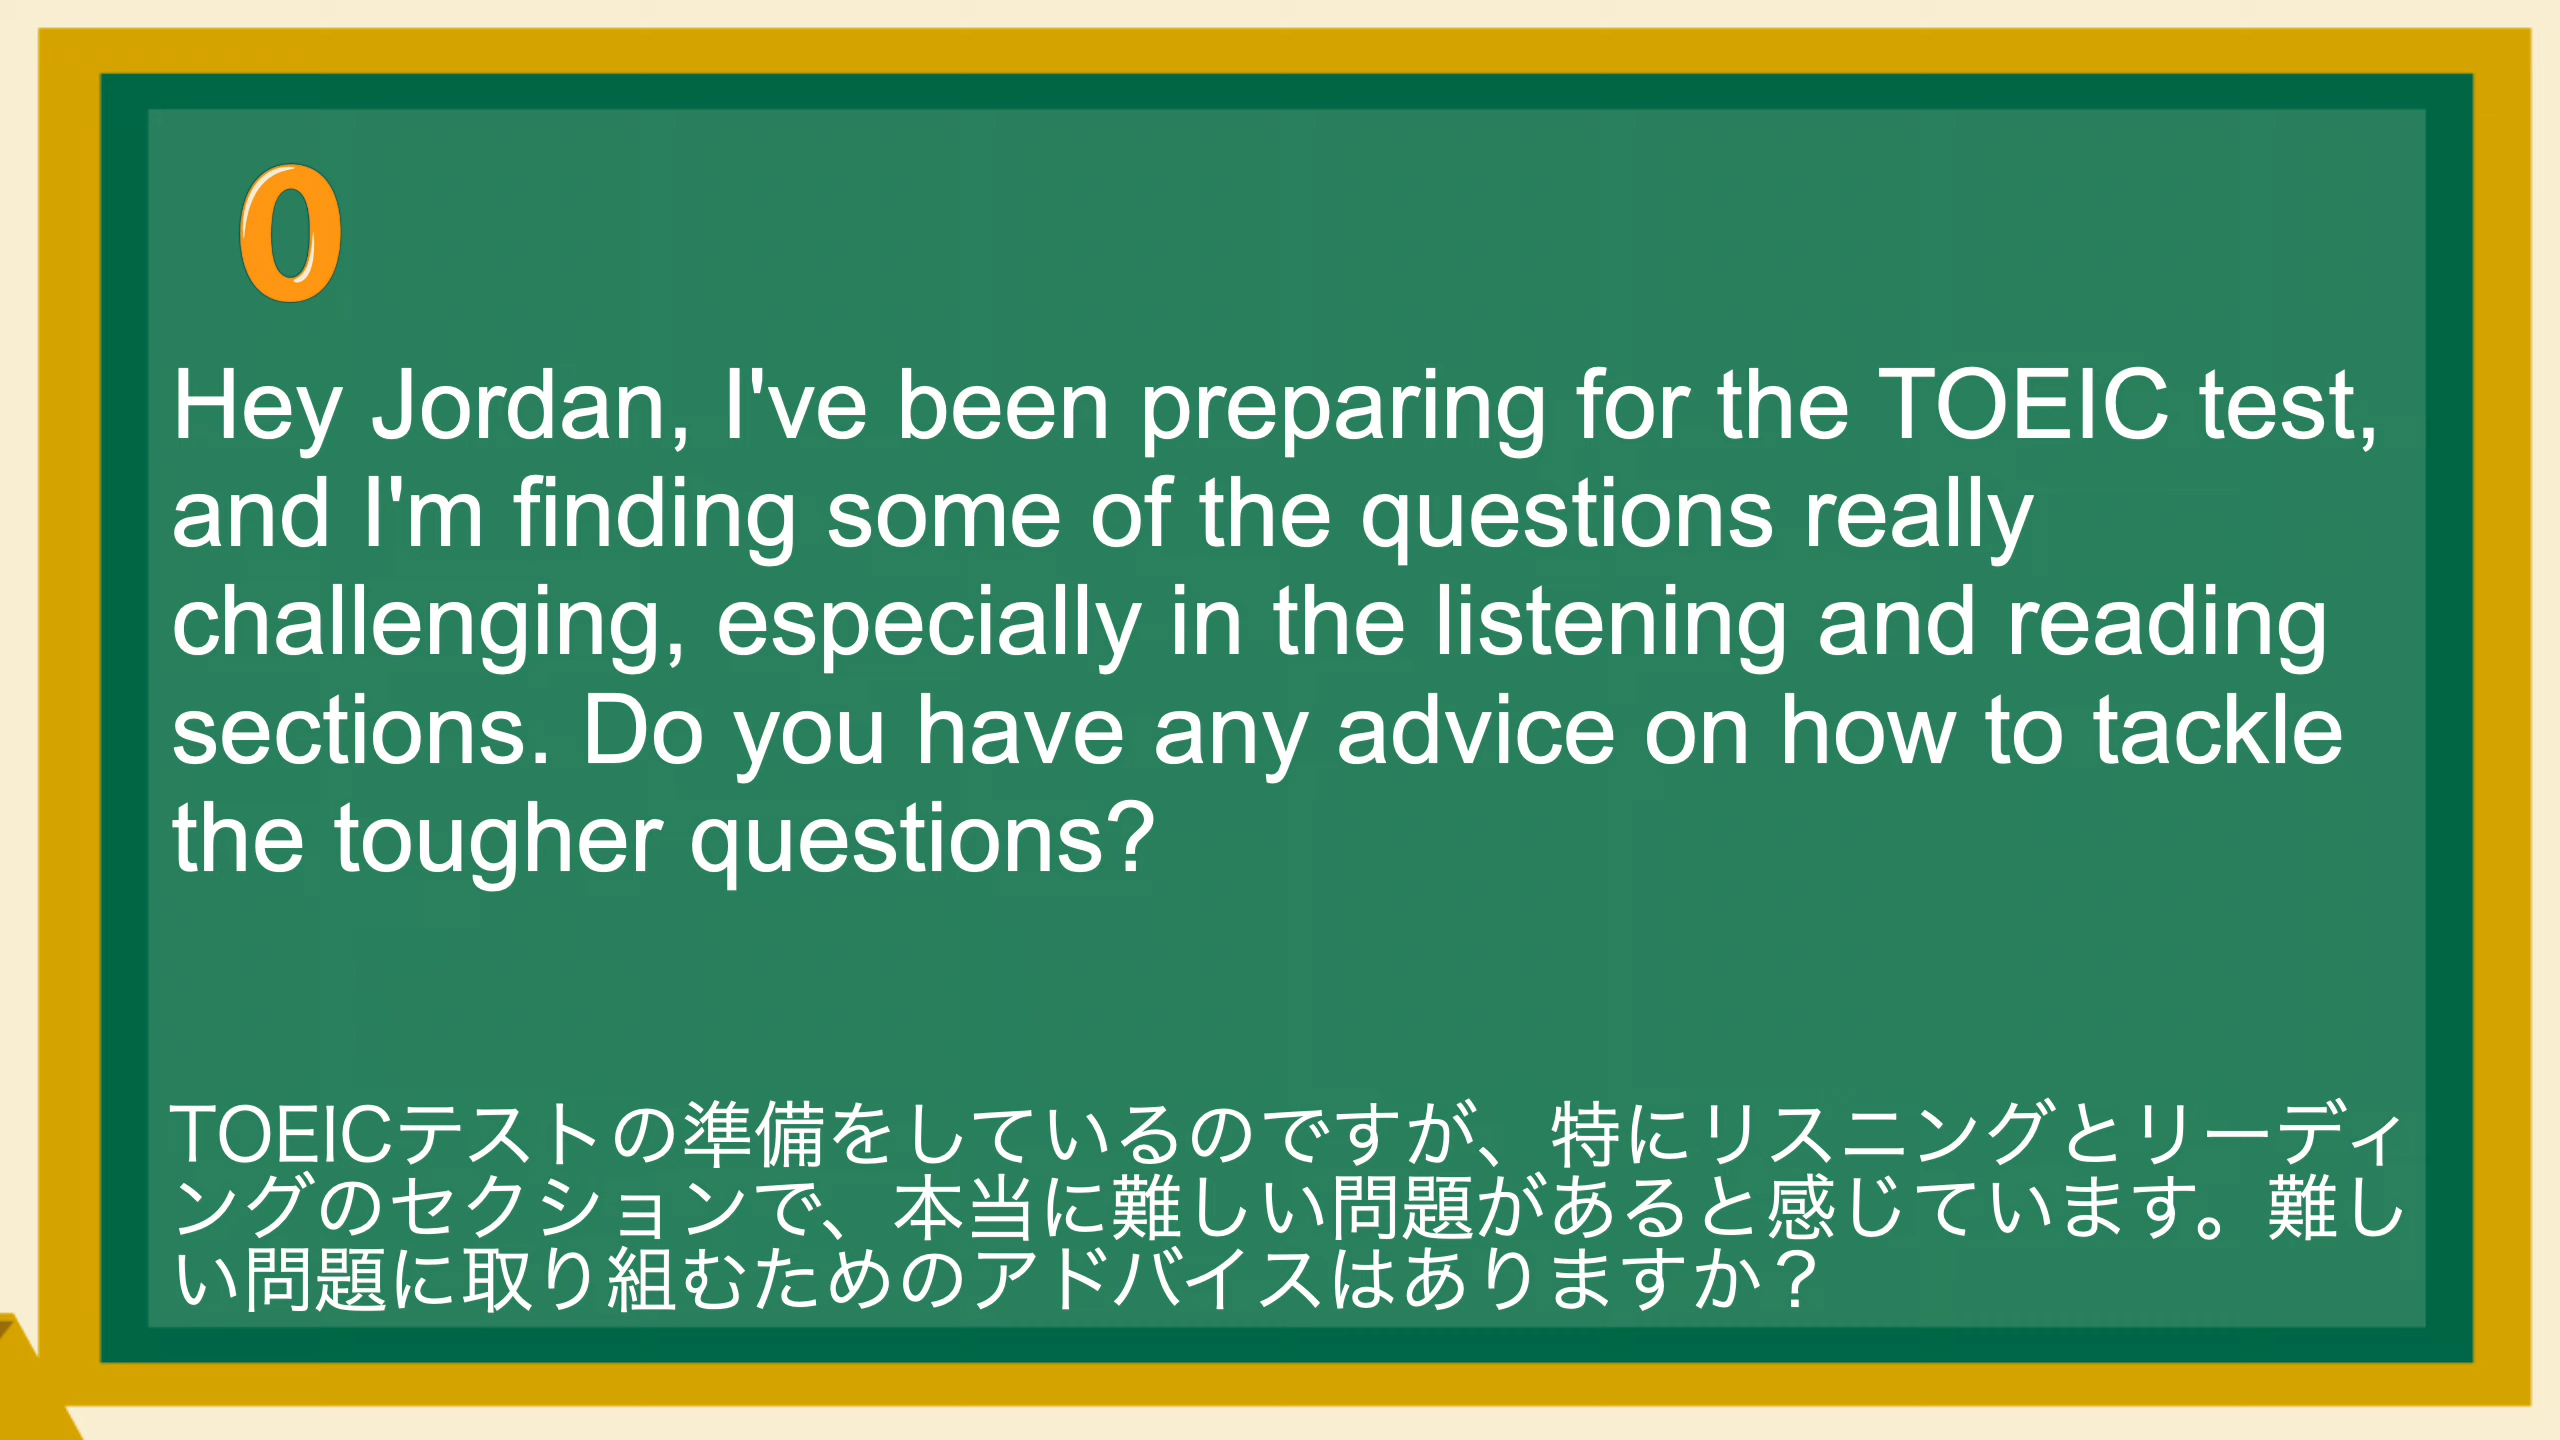 0
Hey Jordan, I've been preparing for the TOEIC test,
and I'm finding some of the questions really
challenging, especially in the listening and reading
sections. Do you have any advice on how to tackle
the tougher questions?
TOEICテストの準備をしているのですが、特にリスニングとリーディ
ングのセクションで、本当に難しい問題があると感じています。難し
い問題に取り組むためのアドバイスはありますか？